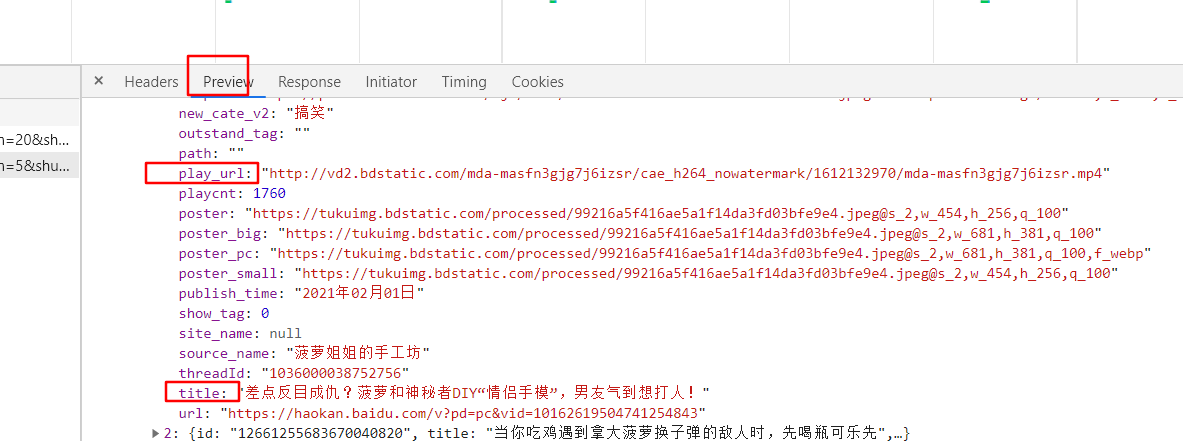 × Headers Preview Response Initiator Timing Cookies
new_cate_v2: "搞笑"
outstand_tag: ""
n=20&sh...
path: ""
n=5&shu...
play_url: "http://vd2.bdstatic.com/mda-masfn3gjg7j6izsr/cae_h264_nowatermark/1612132970/mda-masfn3gjg7j6izsr.mp4"
playcnt: 1760
poster: "https://tukuimg.bdstatic.com/processed/99216a5f416ae5a1f14da3fd03bfe9e4.jpeg@s_2,w_454,h_256,q_100"
poster_big: "https://tukuimg.bdstatic.com/processed/99216a5f416ae5a1f14da3fd03bfe9e4.jpeg@s_2,w_681,h_381,q_100"
poster_pc: "https://tukuimg.bdstatic.com/processed/99216a5f416ae5a1f14da3fd03bfe9e4.jpeg@s_2,w_681,h_381,q_100,f_webp"
poster_small: "https://tukuimg.bdstatic.com/processed/99216a5f416ae5a1f14da3fd03bfe9e4.jpeg@s_2,w_454,h_256,q_100"
publish_time: "2021年02月01日"
show_tag: 0
site_name: null
source_name: "菠萝姐姐的手工坊"
threadId: "1036000038752756"
title: "差点反目成仇？菠萝和神秘者DIY“情侣手模”，男友气到想打人！"
url: "https://haokan.baidu.com/v?pd=pc&vid=10162619504741254843"
2: {id: "12661255683670040820", title: "当你吃鸡遇到拿大菠萝换子弹的敌人时，先喝瓶可乐先",…}